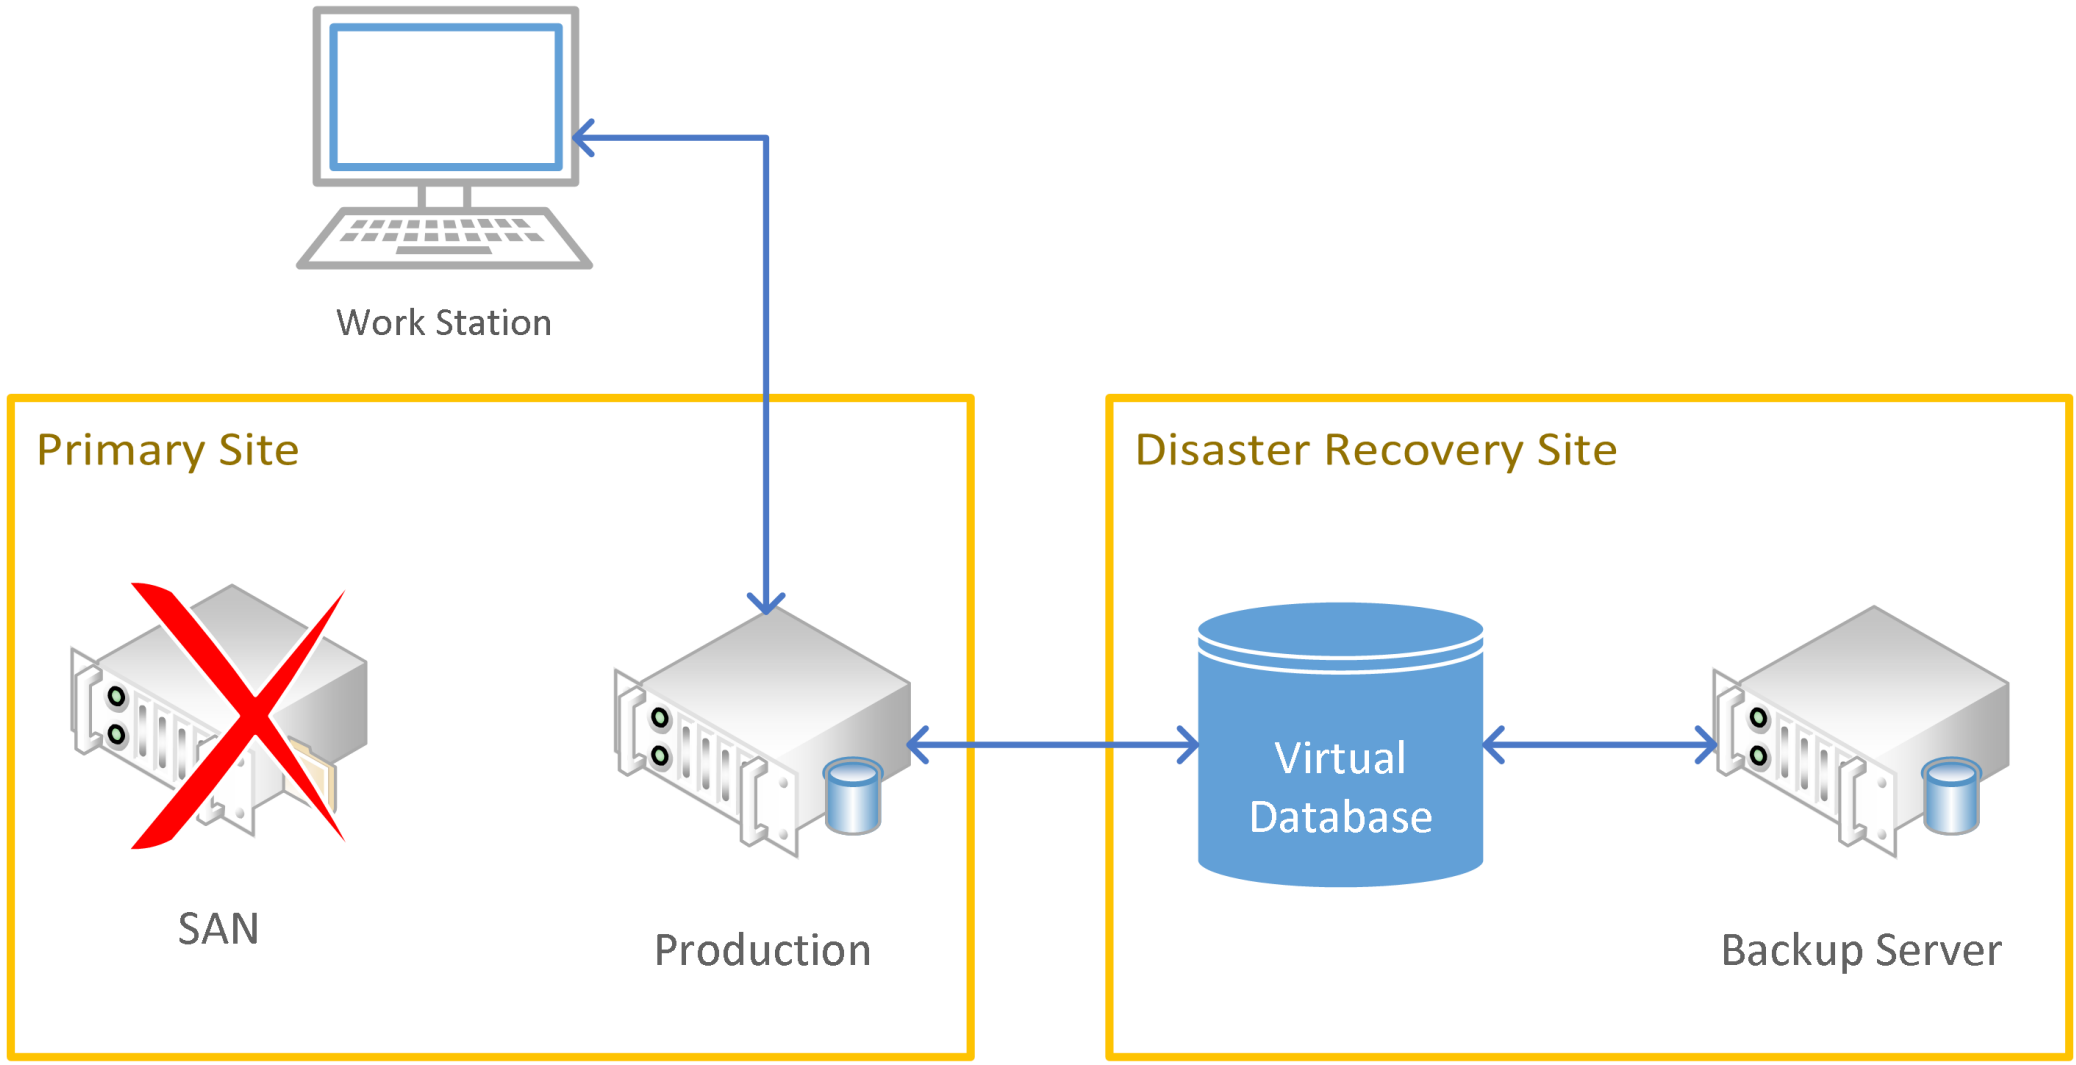 Work Station
Primary Site
Disaster Recovery Site
Virtual
Database
SAN
Production
Backup Server